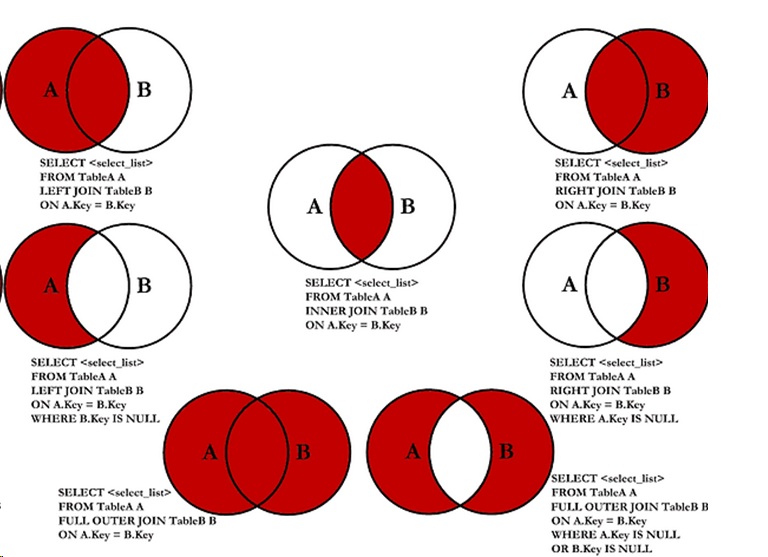 A B
SELECT <select_list>
FROM TableA A
LEFT JOIN TableB B
ON A.Key = B.Key
A B
SELECT <select_list>
FROM TableA A
RIGHT JOIN TableB B
ON A.Key = B.Key
A B
SELECT <select_list>
FROM TableA A
INNER JOIN TableB B
ON A.Key = B.Key
A B
SELECT <select_list>
FROM TableA A
LEFT JOIN TableB B
ON A.Key = B.Key
WHERE B.Key IS NULL
A B
SELECT <select_list>
FROM TableA A
RIGHT JOIN TableB B
ON A.Key = B.Key
WHERE A.Key IS NULL
A B
SELECT <select_list>
FROM TableA A
FULL OUTER JOIN TableB B
ON A.Key = B.Key
A B
SELECT <select_list>
FROM TableA A
FULL OUTER JOIN TableB B
ON A.Key = B.Key
WHERE A.Key IS NULL
OR B.Key IS NULL